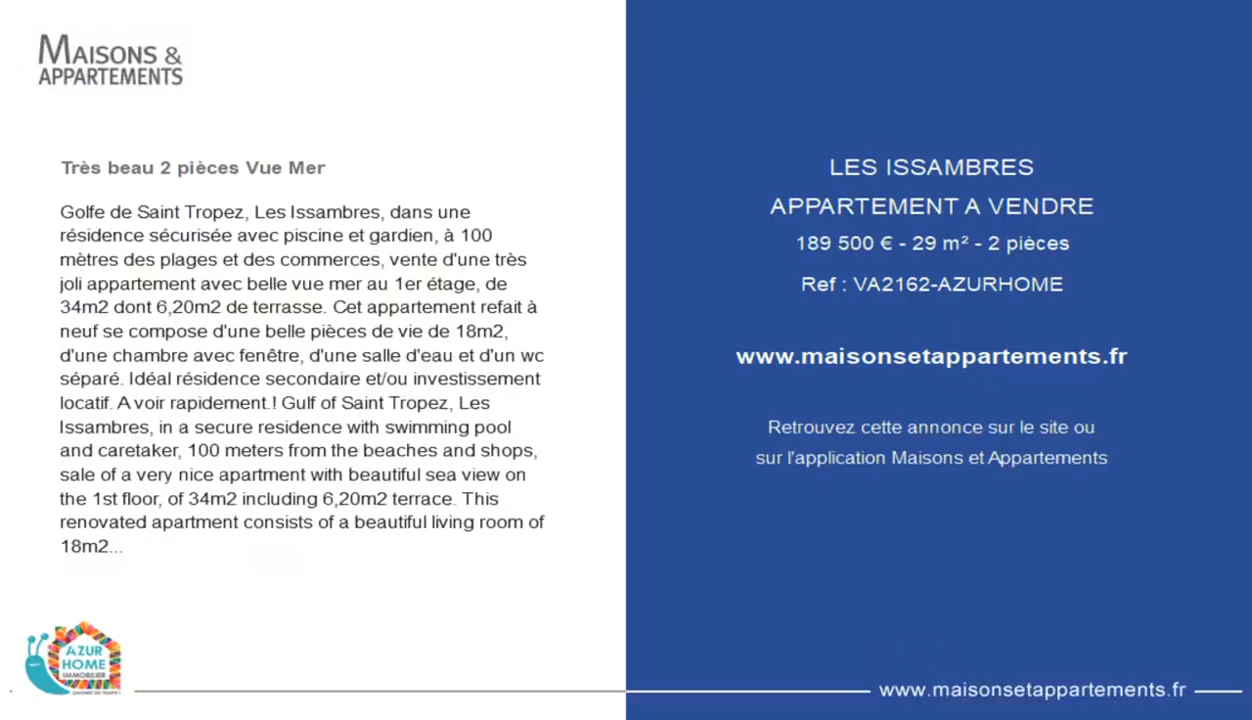 MAISONS &
APPARTEMENTS
Très beau 2 pièces Vue Mer
Golfe de Saint Tropez, Les Issambres, dans une
résidence sécurisée avec piscine et gardien, à 100
mètres des plages et des commerces, vente d'une très
joli appartement avec belle vue mer au 1er étage, de
34m2 dont 6,20m2 de terrasse. Cet appartement refait à
neuf se compose d'une belle pièces de vie de 18m2,
d'une chambre avec fenêtre, d'une salle d'eau et d'un wc
séparé. Idéal résidence secondaire et/ou investissement
locatif. A voir rapidement.! Gulf of Saint Tropez, Les
Issambres, in a secure residence with swimming pool
and caretaker, 100 meters from the beaches and shops,
sale of a very nice apartment with beautiful sea view on
the 1st floor, of 34m2 including 6,20m2 terrace. This
renovated apartment consists of a beautiful living room of
18m2...
AZUR
HOME
IMMOBILIER
GAGNEZ DU TEMPS !
LES ISSAMBRES
APPARTEMENT A VENDRE
189 500 € - 29 m² - 2 pièces
Ref : VA2162-AZURHOME
www.maisonsetappartements.fr
Retrouvez cette annonce sur le site ou
sur l'application Maisons et Appartements
www.maisonsetappartements.fr